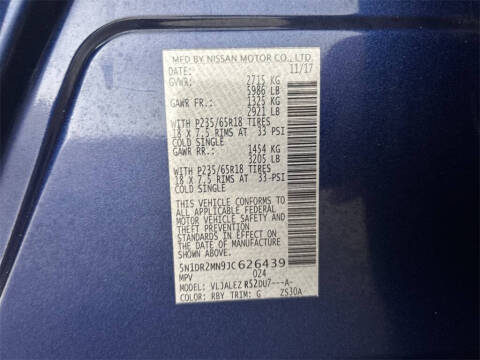 MFD BY NISSAN MOTOR CO., LTD.
DATE: 11/17
GVWR: 2715 KG
5986 LB
GAWR FR.: 1325 KG
2921 LB
WITH P235/65R18 TIRES
18 X 7.5 RIMS AT 33 PSI
COLD SINGLE
GAWR RR.: 1454 KG
3205 LB
WITH P235/65R18 TIRES
18 X 7.5 RIMS AT 33 PSI
COLD SINGLE
THIS VEHICLE CONFORMS TO
ALL APPLICABLE FEDERAL
MOTOR VEHICLE SAFETY AND
THEFT PREVENTION
STANDARDS IN EFFECT ON
THE DATE OF MANUFACTURE
SHOWN ABOVE.
5N1DR2MN9JC626439
MPV 024
MODEL: VLJALEZ R52DU7---A-
COLOR: RBY TRIM: G ZS30A